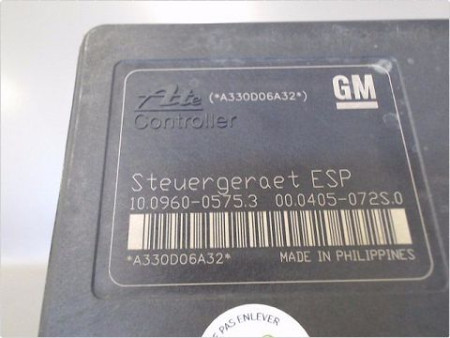 Ate (*A330D06A32*) GM
Controller
Steuergeraet ESP
10.0960-0575.3 00.0405-072S.0
*A330D06A32* MADE IN PHILIPPINES
PAS ENLEVER